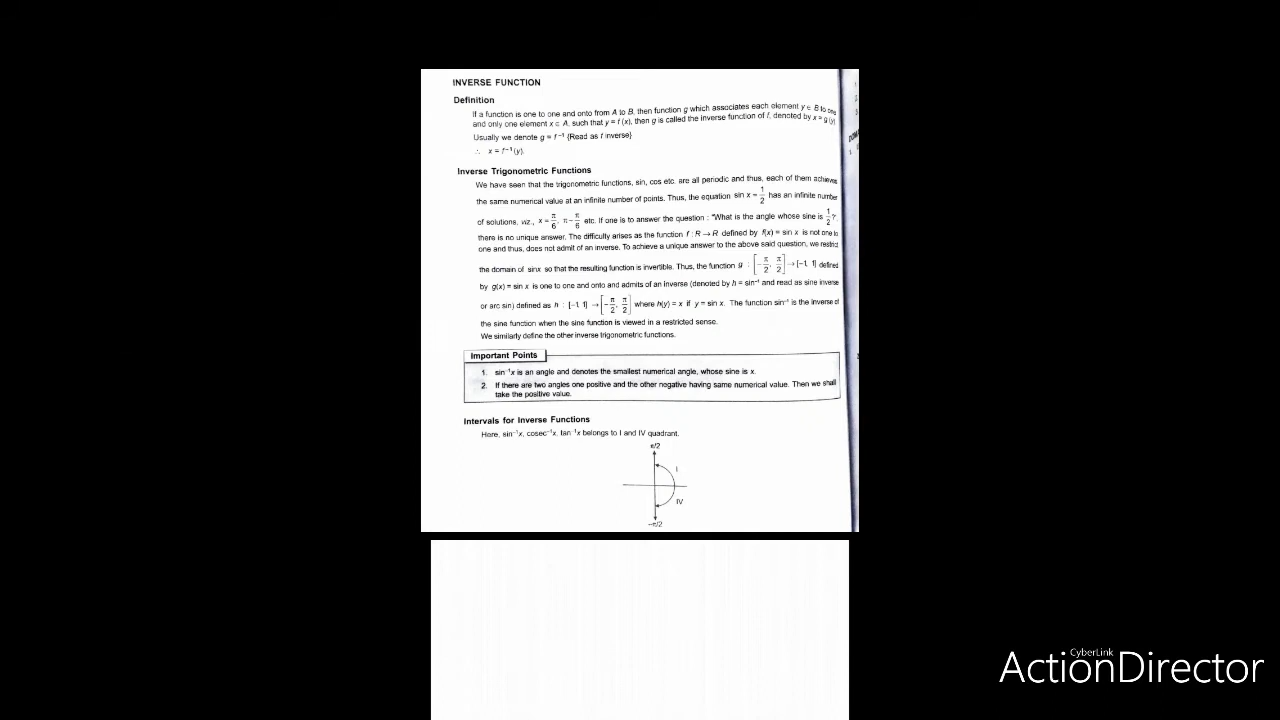 INVERSE FUNCTION
Definition
If a function is one to one and onto from A to B, then function g which associates each element y ∈ B to one
and only one element x ∈ A, such that y = f (x), then g is called the inverse function of f, denoted by x = g (y)
Usually we denote g = f⁻¹ {Read as f inverse}
∴ x = f⁻¹ (y).
Inverse Trigonometric Functions
We have seen that the trigonometric functions, sin, cos etc. are all periodic and thus, each of them achieves
the same numerical value at an infinite number of points. Thus, the equation sin x = 1/2 has an infinite number
of solutions, viz., x = π/6, π − π/6 etc. If one is to answer the question : "What is the angle whose sine is 1/2?,
there is no unique answer. The difficulty arises as the function f : R → R defined by f(x) = sin x is not one to
one and thus, does not admit of an inverse. To achieve a unique answer to the above said question, we restrict
the domain of sinx so that the resulting function is invertible. Thus, the function g : [−π/2, π/2] → [−1, 1] defined
by g(x) = sin x is one to one and onto and admits of an inverse (denoted by h = sin⁻¹ and read as sine inverse
or arc sin) defined as h : [−1, 1] → [−π/2, π/2] where h(y) = x if y = sin x. The function sin⁻¹ is the inverse of
the sine function when the sine function is viewed in a restricted sense.
We similarly define the other inverse trigonometric functions.
Important Points
1. sin⁻¹x is an angle and denotes the smallest numerical angle, whose sine is x.
2. If there are two angles one positive and the other negative having same numerical value. Then we shall
take the positive value.
Intervals for Inverse Functions
Here, sin⁻¹x, cosec⁻¹x, tan⁻¹x belongs to I and IV quadrant.
π/2
I
IV
−π/2
CyberLink
ActionDirector